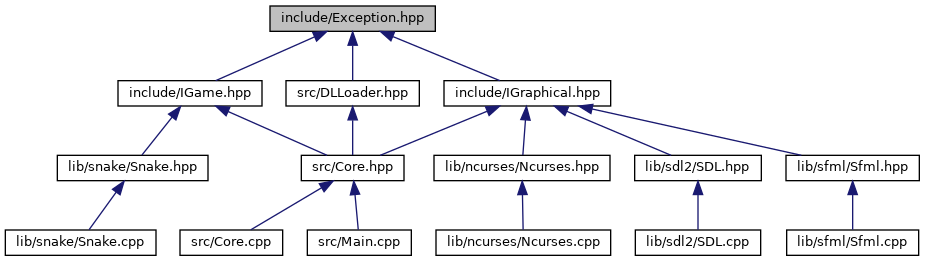 include/Exception.hpp
include/IGame.hpp
src/DLLoader.hpp
include/IGraphical.hpp
lib/snake/Snake.hpp
src/Core.hpp
lib/ncurses/Ncurses.hpp
lib/sdl2/SDL.hpp
lib/sfml/Sfml.hpp
lib/snake/Snake.cpp
src/Core.cpp
src/Main.cpp
lib/ncurses/Ncurses.cpp
lib/sdl2/SDL.cpp
lib/sfml/Sfml.cpp